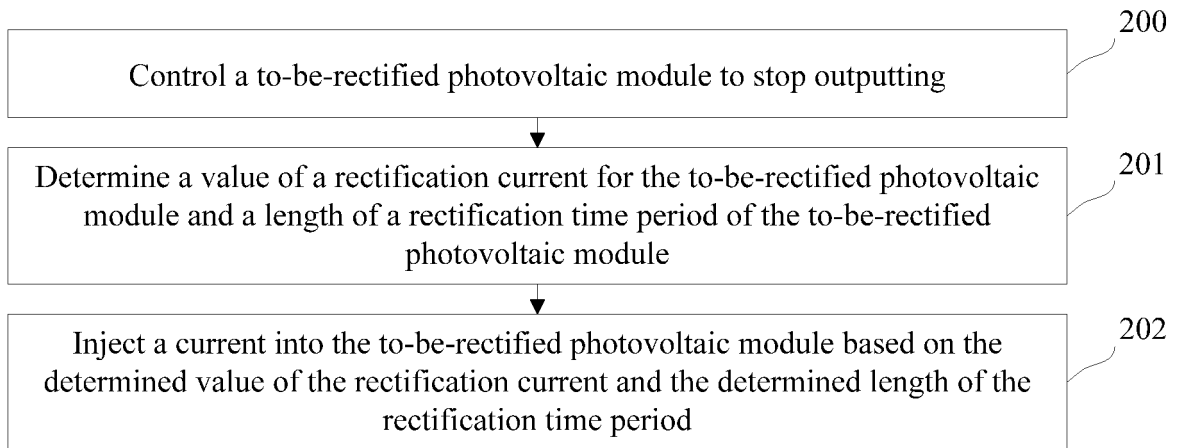 200
Control a to-be-rectified photovoltaic module to stop outputting
201
Determine a value of a rectification current for the to-be-rectified photovoltaic
module and a length of a rectification time period of the to-be-rectified
photovoltaic module
202
Inject a current into the to-be-rectified photovoltaic module based on the
determined value of the rectification current and the determined length of the
rectification time period